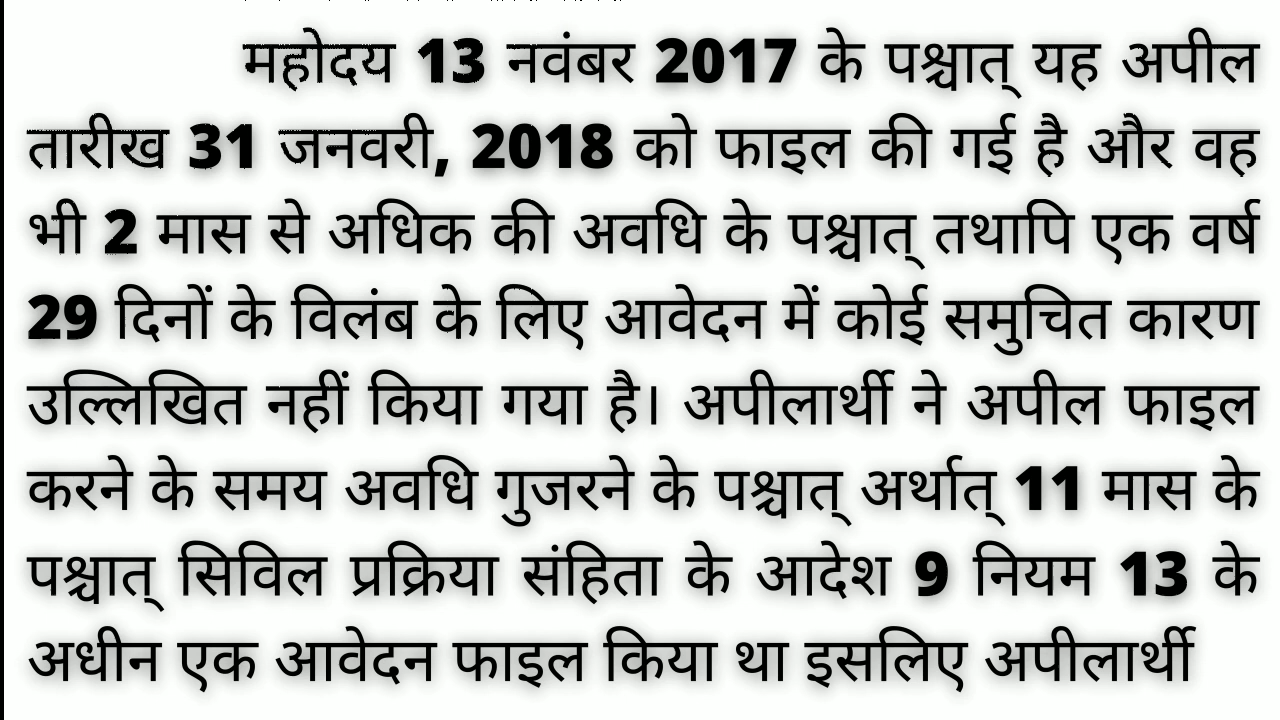 महोदय 13 नवंबर 2017 के पश्चात् यह अपील
तारीख 31 जनवरी, 2018 को फाइल की गई है और वह
भी 2 मास से अधिक की अवधि के पश्चात् तथापि एक वर्ष
29 दिनों के विलंब के लिए आवेदन में कोई समुचित कारण
उल्लिखित नहीं किया गया है। अपीलार्थी ने अपील फाइल
करने के समय अवधि गुजरने के पश्चात् अर्थात् 11 मास के
पश्चात् सिविल प्रक्रिया संहिता के आदेश 9 नियम 13 के
अधीन एक आवेदन फाइल किया था इसलिए अपीलार्थी